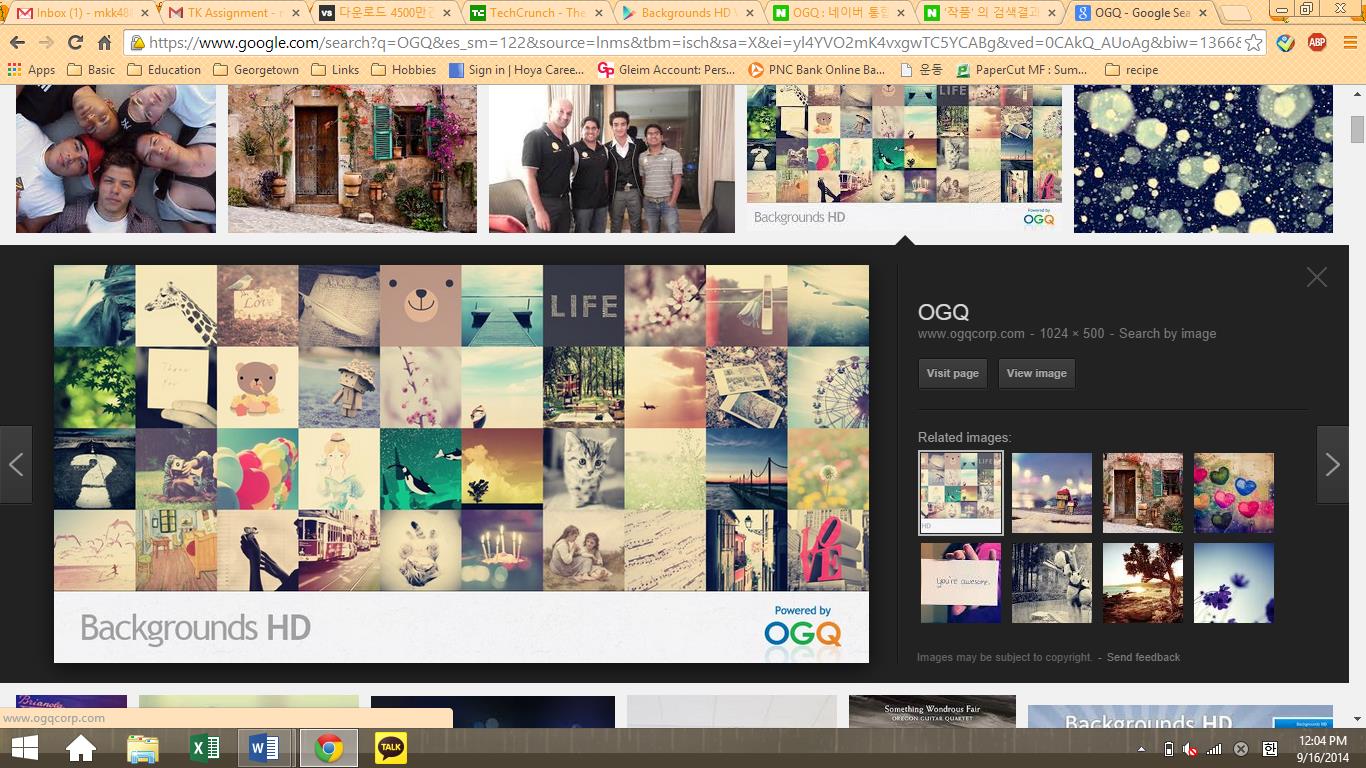 Inbox (1) - mkk48
TK Assignment -
다운로드 4500만
TechCrunch - The
Backgrounds HD
OGQ : 네이버 통합
'작품' 의 검색결과
OGQ - Google Sea
https://www.google.com/search?q=OGQ&es_sm=122&source=lnms&tbm=isch&sa=X&ei=yl4YVO2mK4vxgwTC5YCABg&ved=0CAkQ_AUoAg&biw=1366&
ABP
Apps
Basic
Education
Georgetown
Links
Hobbies
Sign in | Hoya Caree...
Gleim Account: Pers...
PNC Bank Online Ba...
운동
PaperCut MF : Sum...
recipe
LIFE
Backgrounds HD
Powered by
OGQ
Love
LIFE
Thank
you
LOVE
Backgrounds HD
Powered by
OGQ
OGQ
www.ogqcorp.com - 1024 × 500 - Search by image
Visit page
View image
Related images:
LIFE
HD
you're awesome.
Images may be subject to copyright. - Send feedback
Brianola
Something Wondrous Fair
OREGON GUITAR QUARTET
Backgrounds HD
Backgrounds HD
www.ogqcorp.com
TALK
한
12:04 PM
9/16/2014